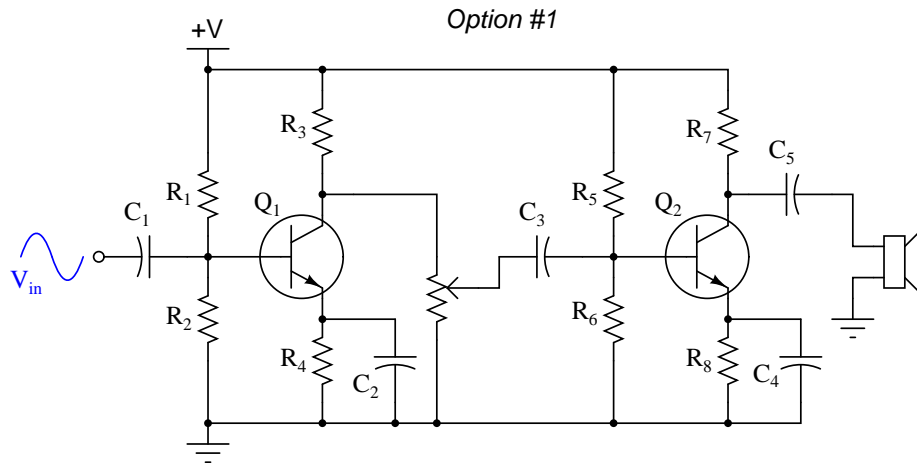 Option #1
+V
R3
R7
C5
R1
Q1
C1
C3
R5
Q2
Vin
R2
R6
R4
C2
R8
C4